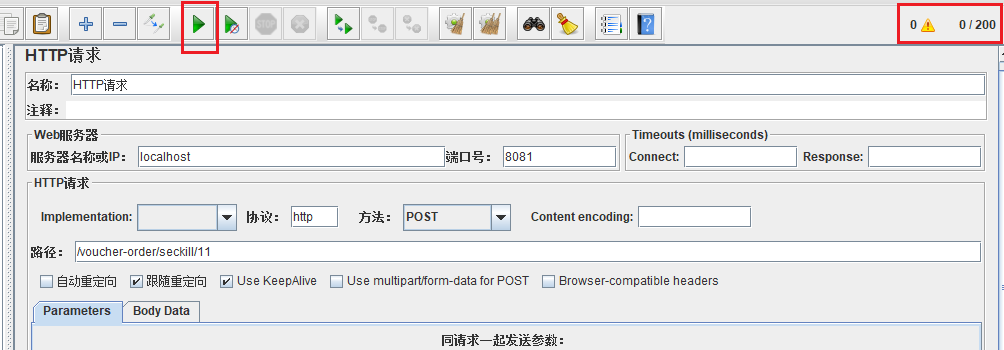 STOP
0 0 / 200
HTTP请求
名称： HTTP请求
注释：
Web服务器 Timeouts (milliseconds)
服务器名称或IP： localhost 端口号： 8081 Connect: Response:
HTTP请求
Implementation: 协议： http 方法： POST Content encoding:
路径： /voucher-order/seckill/11
自动重定向 跟随重定向 Use KeepAlive Use multipart/form-data for POST Browser-compatible headers
Parameters Body Data
同请求一起发送参数：